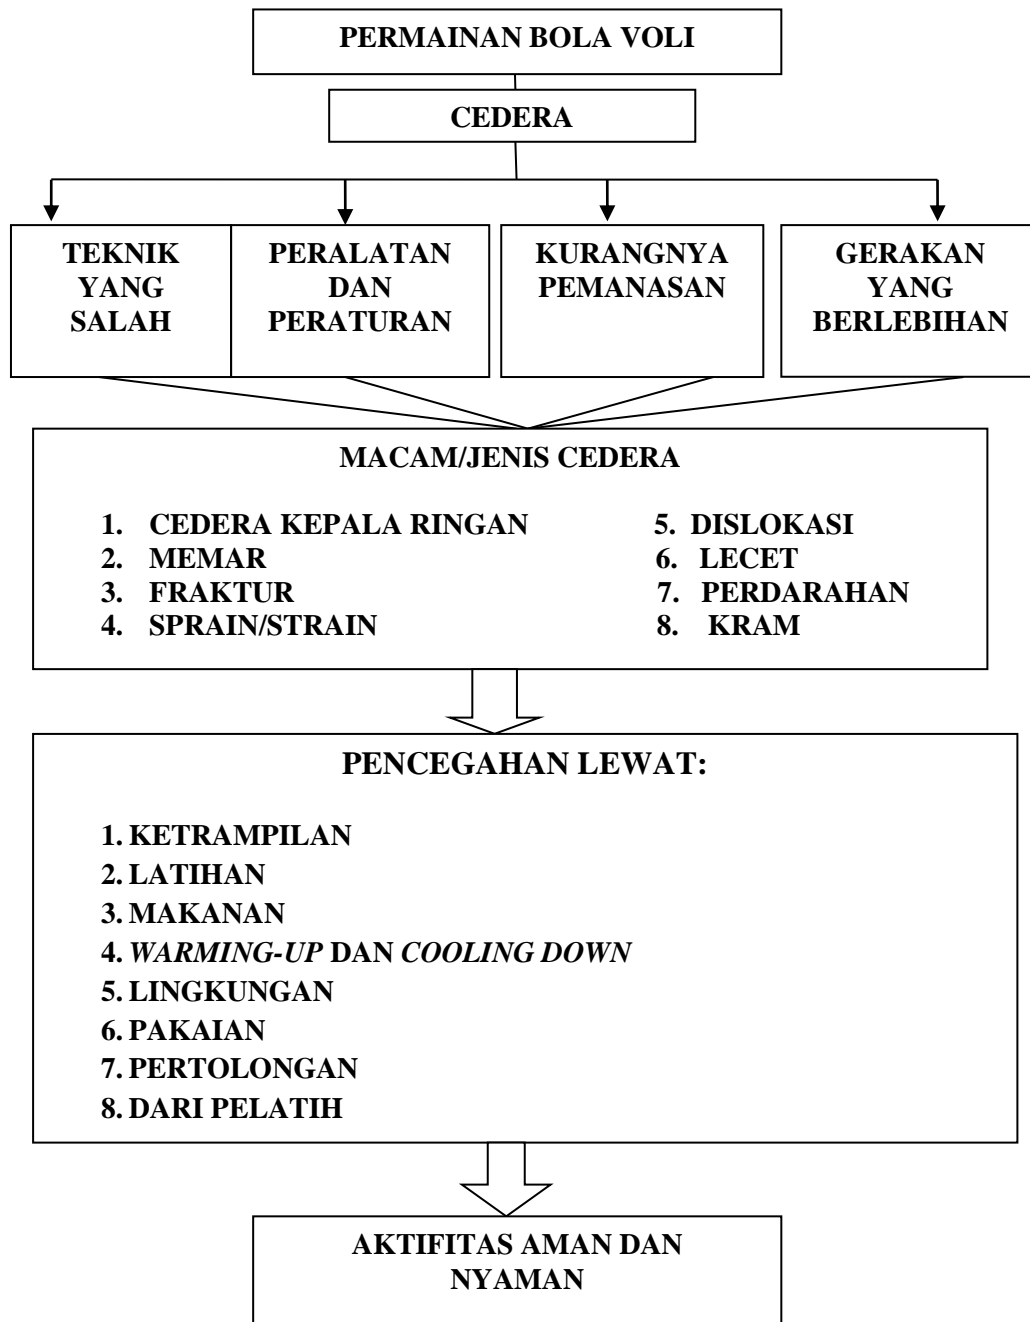 PERMAINAN BOLA VOLI
CEDERA
TEKNIK
YANG
SALAH
PERALATAN
DAN
PERATURAN
KURANGNYA
PEMANASAN
GERAKAN
YANG
BERLEBIHAN
MACAM/JENIS CEDERA
1. CEDERA KEPALA RINGAN
2. MEMAR
3. FRAKTUR
4. SPRAIN/STRAIN
5. DISLOKASI
6. LECET
7. PERDARAHAN
8. KRAM
PENCEGAHAN LEWAT:
1. KETRAMPILAN
2. LATIHAN
3. MAKANAN
4. WARMING-UP DAN COOLING DOWN
5. LINGKUNGAN
6. PAKAIAN
7. PERTOLONGAN
8. DARI PELATIH
AKTIFITAS AMAN DAN
NYAMAN